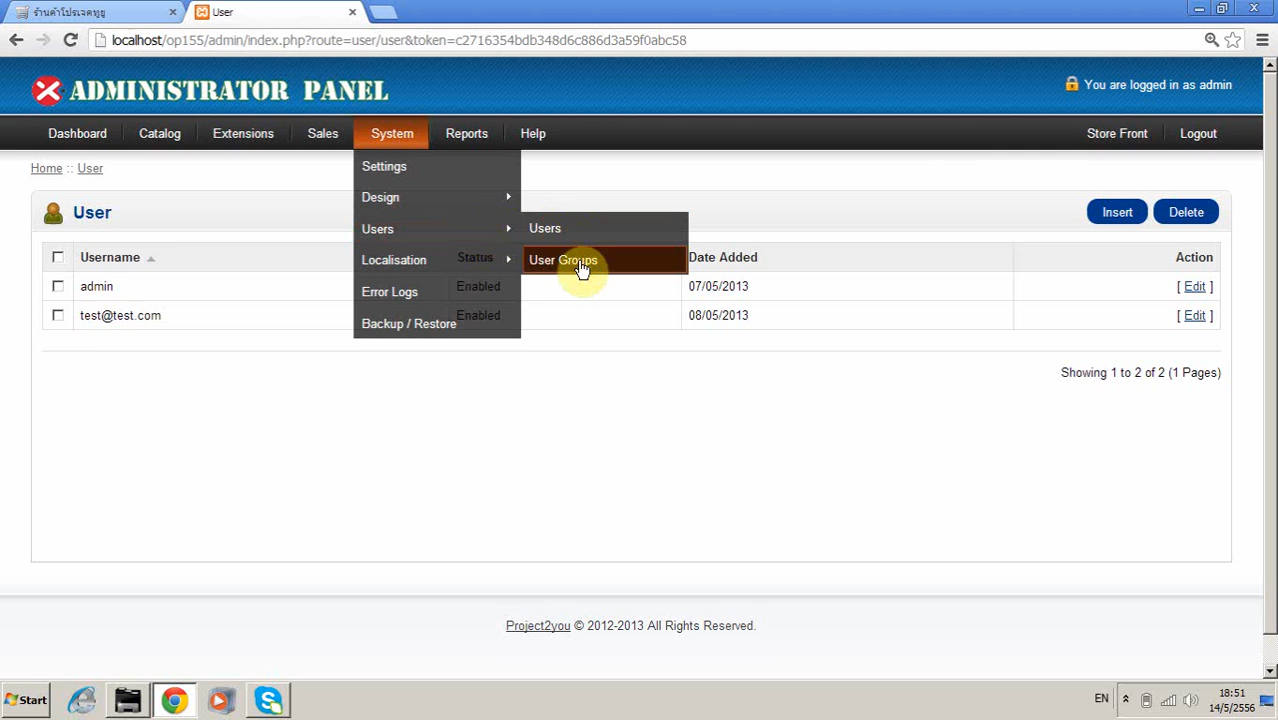 ร้านค้าโปรเจคทูยู
User
localhost/op155/admin/index.php?route=user/user&token=c2716354bdb348d6c886d3a59f0abc58
ADMINISTRATOR PANEL
You are logged in as admin
Dashboard Catalog Extensions Sales System Reports Help Store Front Logout
Home :: User
Settings
Design
Users
Localisation
Error Logs
Backup / Restore
Users
User Groups
User
Insert Delete
Username Status Date Added Action
admin Enabled 07/05/2013 [ Edit ]
test@test.com Enabled 08/05/2013 [ Edit ]
Showing 1 to 2 of 2 (1 Pages)
Project2you © 2012-2013 All Rights Reserved.
Start
EN
18:51
14/5/2556